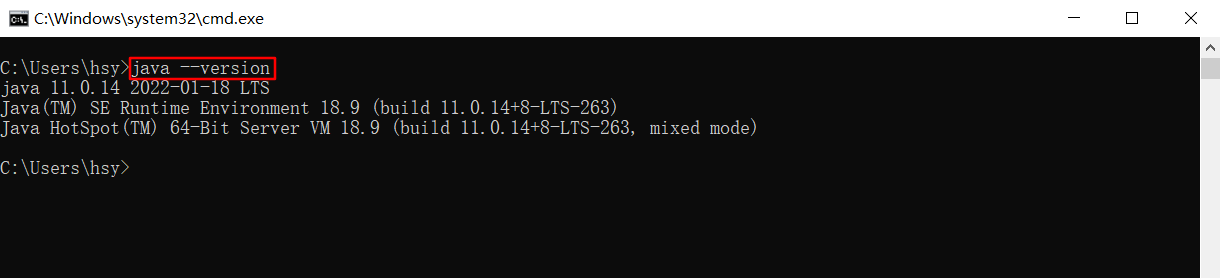 C:\Windows\system32\cmd.exe
C:\Users\hsy>java --version
java 11.0.14 2022-01-18 LTS
Java(TM) SE Runtime Environment 18.9 (build 11.0.14+8-LTS-263)
Java HotSpot(TM) 64-Bit Server VM 18.9 (build 11.0.14+8-LTS-263, mixed mode)
C:\Users\hsy>